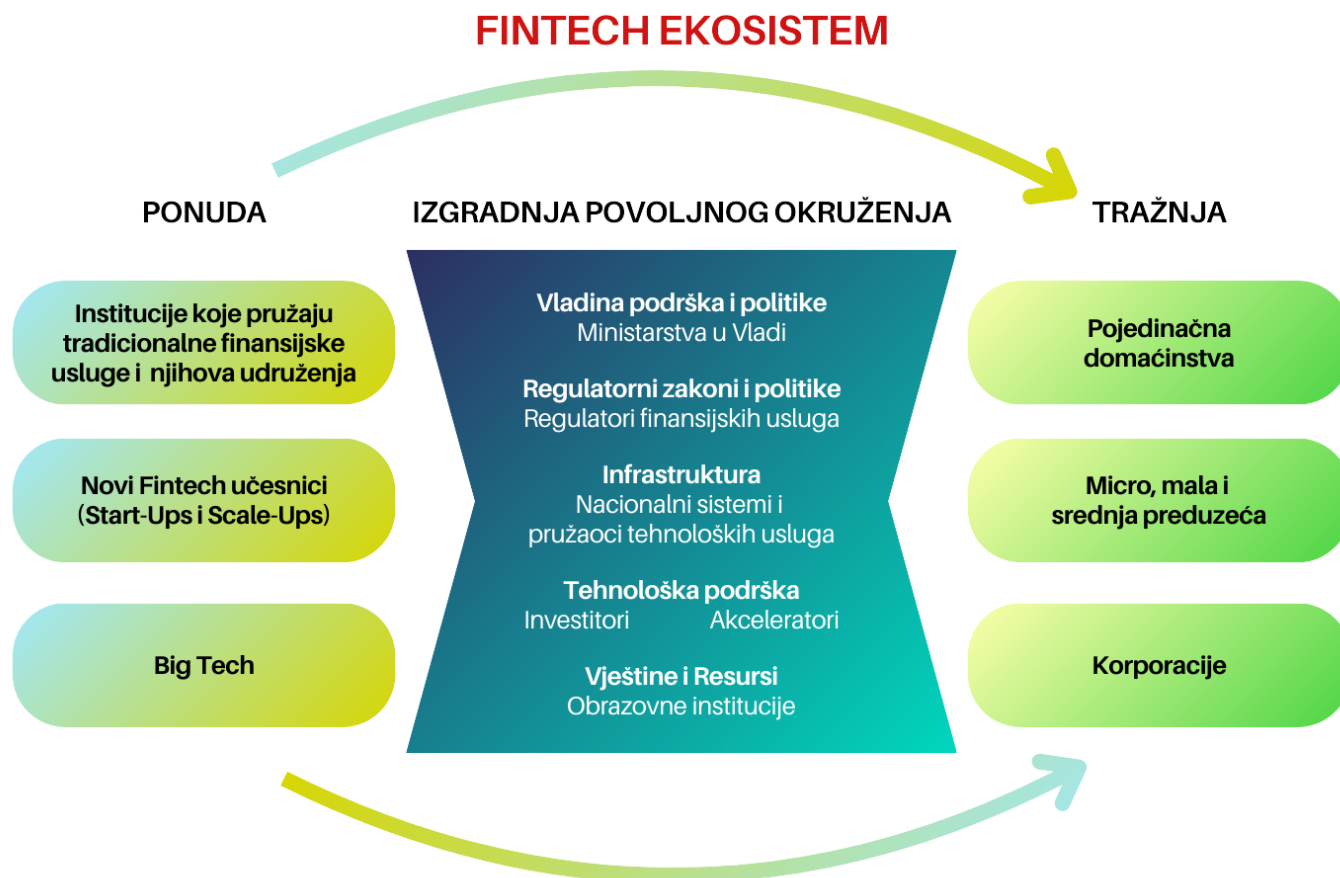 FINTECH EKOSISTEM
PONUDA
Institucije koje pružaju
tradicionalne finansijske
usluge i njihova udruženja
Novi Fintech učesnici
(Start-Ups i Scale-Ups)
Big Tech
IZGRADNJA POVOLJNOG OKRUŽENJA
Vladina podrška i politike
Ministarstva u Vladi
Regulatorni zakoni i politike
Regulatori finansijskih usluga
Infrastruktura
Nacionalni sistemi i
pružaoci tehnoloških usluga
Tehnološka podrška
Investitori Akceleratori
Vještine i Resursi
Obrazovne institucije
TRAŽNJA
Pojedinačna
domaćinstva
Micro, mala i
srednja preduzeća
Korporacije